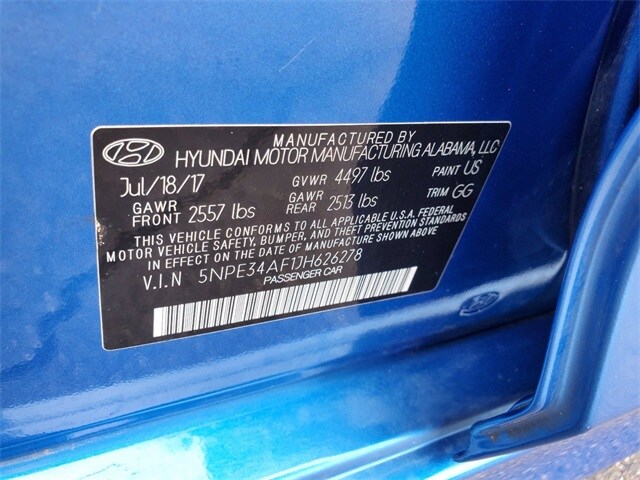 MANUFACTURED BY
HYUNDAI MOTOR MANUFACTURING ALABAMA, LLC
Jul/18/17 GVWR 4497 lbs PAINT US
GAWR FRONT 2557 lbs GAWR REAR 2513 lbs TRIM GG
THIS VEHICLE CONFORMS TO ALL APPLICABLE U.S.A. FEDERAL
MOTOR VEHICLE SAFETY, BUMPER, AND THEFT PREVENTION STANDARDS
IN EFFECT ON THE DATE OF MANUFACTURE SHOWN ABOVE.
V.I.N 5NPE34AF1JH626278
PASSENGER CAR